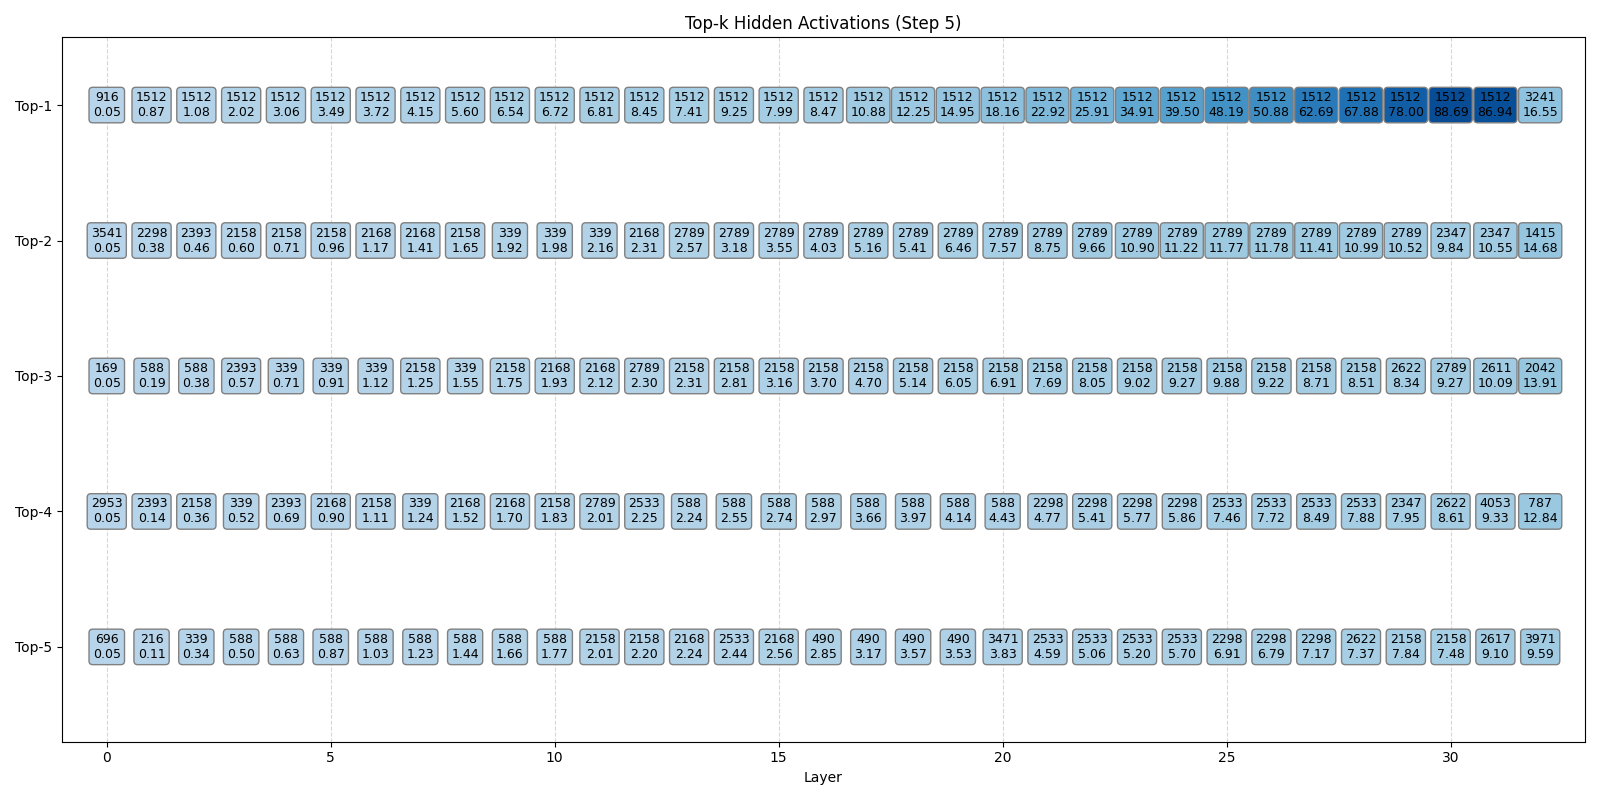 Top-k Hidden Activations (Step 5)
Top-1
916 1512 1512 1512 1512 1512 1512 1512 1512 1512 1512 1512 1512 1512 1512 1512 1512 1512 1512 1512 1512 1512 1512 1512 1512 1512 1512 1512 1512 1512 1512 1512 3241
0.05 0.87 1.08 2.02 3.06 3.49 3.72 4.15 5.60 6.54 6.72 6.81 8.45 7.41 9.25 7.99 8.47 10.88 12.25 14.95 18.16 22.92 25.91 34.91 39.50 48.19 50.88 62.69 67.88 78.00 88.69 86.94 16.55
Top-2
3541 2298 2393 2158 2158 2158 2168 2168 2158 339 339 339 2168 2789 2789 2789 2789 2789 2789 2789 2789 2789 2789 2789 2789 2789 2789 2789 2789 2789 2347 2347 1415
0.05 0.38 0.46 0.60 0.71 0.96 1.17 1.41 1.65 1.92 1.98 2.16 2.31 2.57 3.18 3.55 4.03 5.16 5.41 6.46 7.57 8.75 9.66 10.90 11.22 11.77 11.78 11.41 10.99 10.52 9.84 10.55 14.68
Top-3
169 588 588 2393 339 339 339 2158 339 2158 2168 2168 2789 2158 2158 2158 2158 2158 2158 2158 2158 2158 2158 2158 2158 2158 2158 2158 2158 2622 2789 2611 2042
0.05 0.19 0.38 0.57 0.71 0.91 1.12 1.25 1.55 1.75 1.93 2.12 2.30 2.31 2.81 3.16 3.70 4.70 5.14 6.05 6.91 7.69 8.05 9.02 9.27 9.88 9.22 8.71 8.51 8.34 9.27 10.09 13.91
Top-4
2953 2393 2158 339 2393 2168 2158 339 2168 2168 2158 2789 2533 588 588 588 588 588 588 588 588 2298 2298 2298 2298 2533 2533 2533 2533 2347 2622 4053 787
0.05 0.14 0.36 0.52 0.69 0.90 1.11 1.24 1.52 1.70 1.83 2.01 2.25 2.24 2.55 2.74 2.97 3.66 3.97 4.14 4.43 4.77 5.41 5.77 5.86 7.46 7.72 8.49 7.88 7.95 8.61 9.33 12.84
Top-5
696 216 339 588 588 588 588 588 588 588 588 2158 2158 2168 2533 2168 490 490 490 490 3471 2533 2533 2533 2533 2298 2298 2298 2622 2158 2158 2617 3971
0.05 0.11 0.34 0.50 0.63 0.87 1.03 1.23 1.44 1.66 1.77 2.01 2.20 2.24 2.44 2.56 2.85 3.17 3.57 3.53 3.83 4.59 5.06 5.20 5.70 6.91 6.79 7.17 7.37 7.84 7.48 9.10 9.59
0 5 10 15 20 25 30
Layer